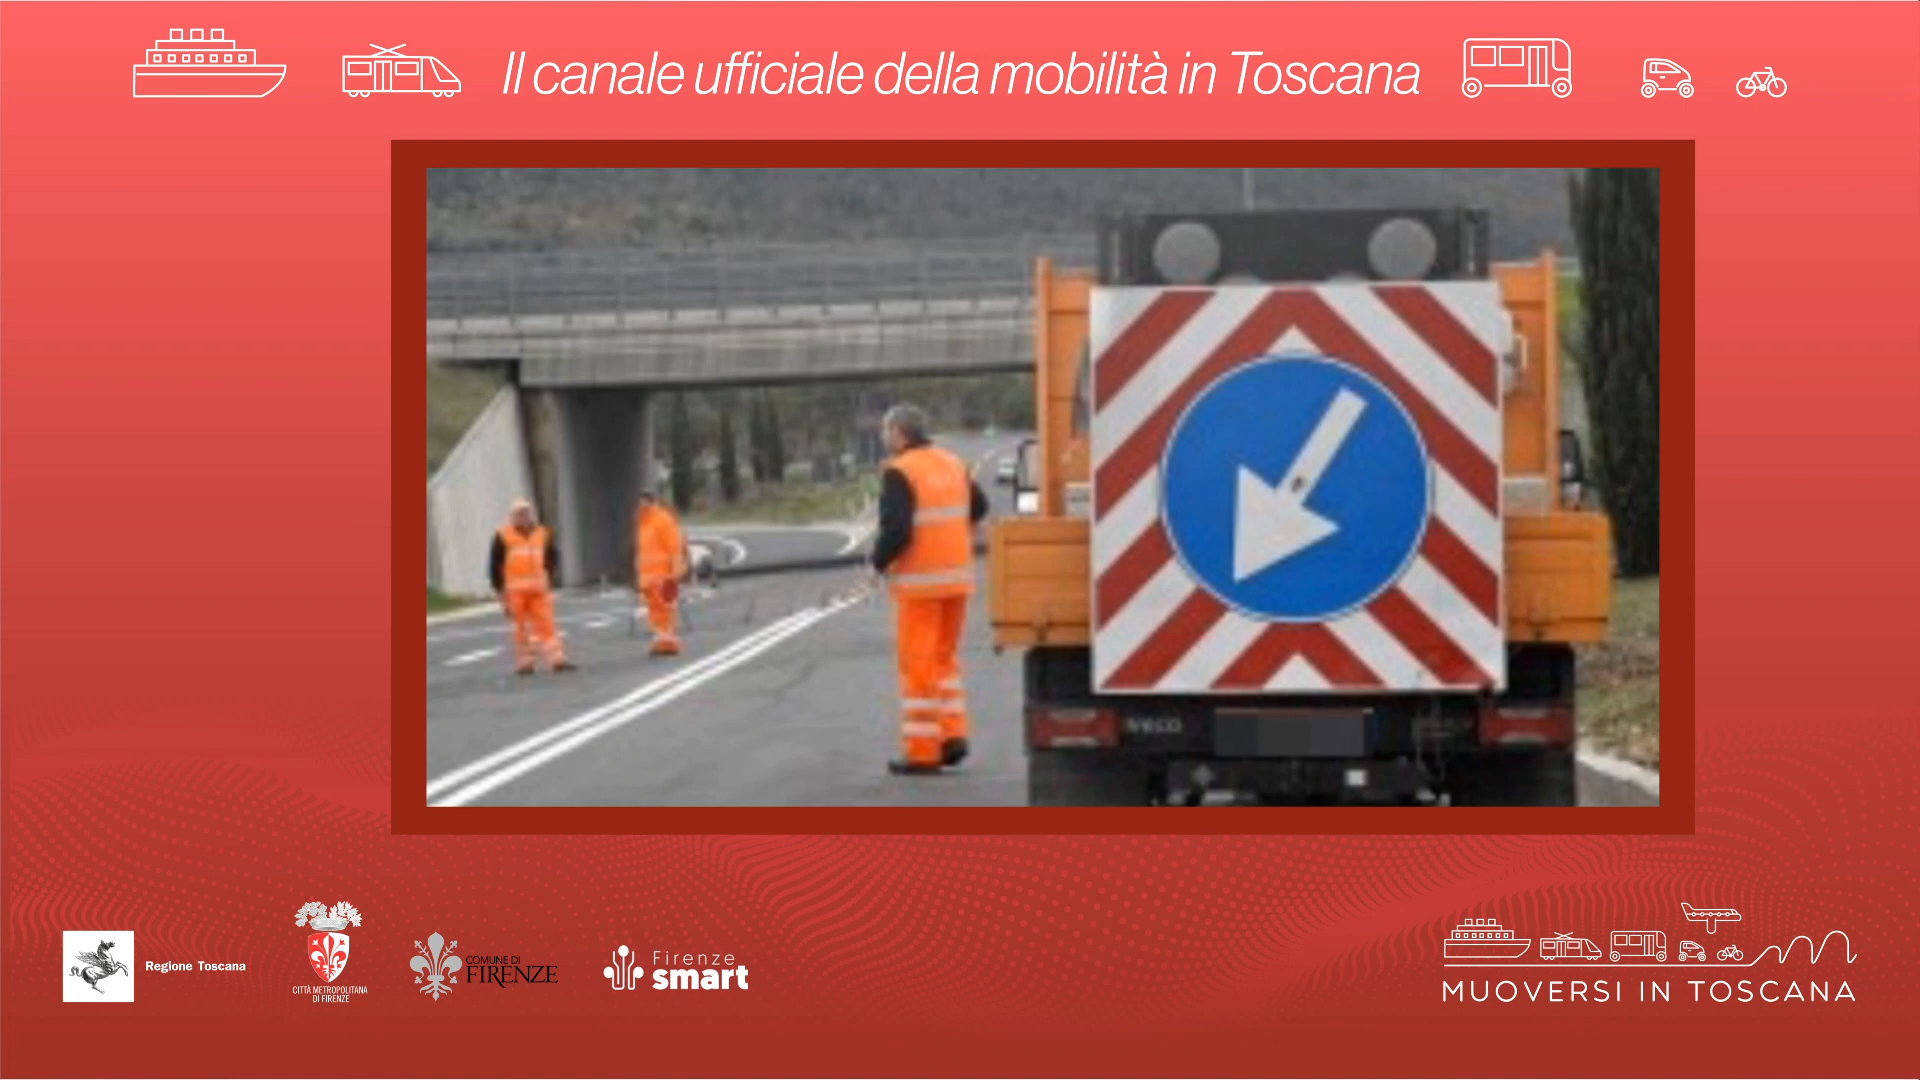 Il canale ufficiale della mobilità in Toscana
IVECO
Regione Toscana
CITTÀ METROPOLITANA
DI FIRENZE
COMUNE DI
FIRENZE
Firenze
smart
MUOVERSI IN TOSCANA